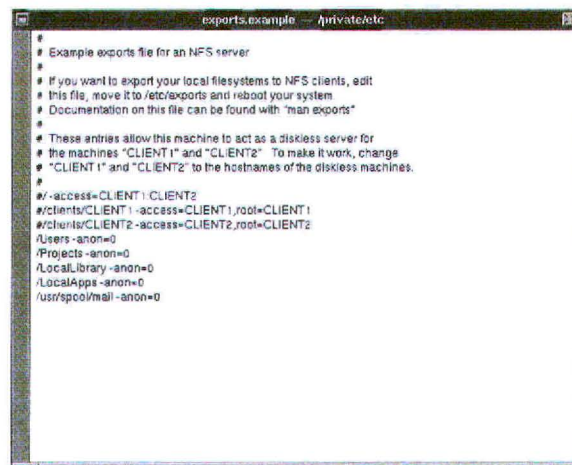 exports.example — /private/etc
#
# Example exports file for an NFS server
#
# If you want to export your local filesystems to NFS clients, edit
# this file, move it to /etc/exports and reboot your system
# Documentation on this file can be found with "man exports"
#
# These entries allow this machine to act as a diskless server for
# the machines "CLIENT1" and "CLIENT2" To make it work, change
# "CLIENT1" and "CLIENT2" to the hostnames of the diskless machines.
#
#/ -access=CLIENT1:CLIENT2
#/clients/CLIENT1 -access=CLIENT1,root=CLIENT1
#/clients/CLIENT2 -access=CLIENT2,root=CLIENT2
/Users -anon=0
/Projects -anon=0
/LocalLibrary -anon=0
/LocalApps -anon=0
/usr/spool/mail -anon=0